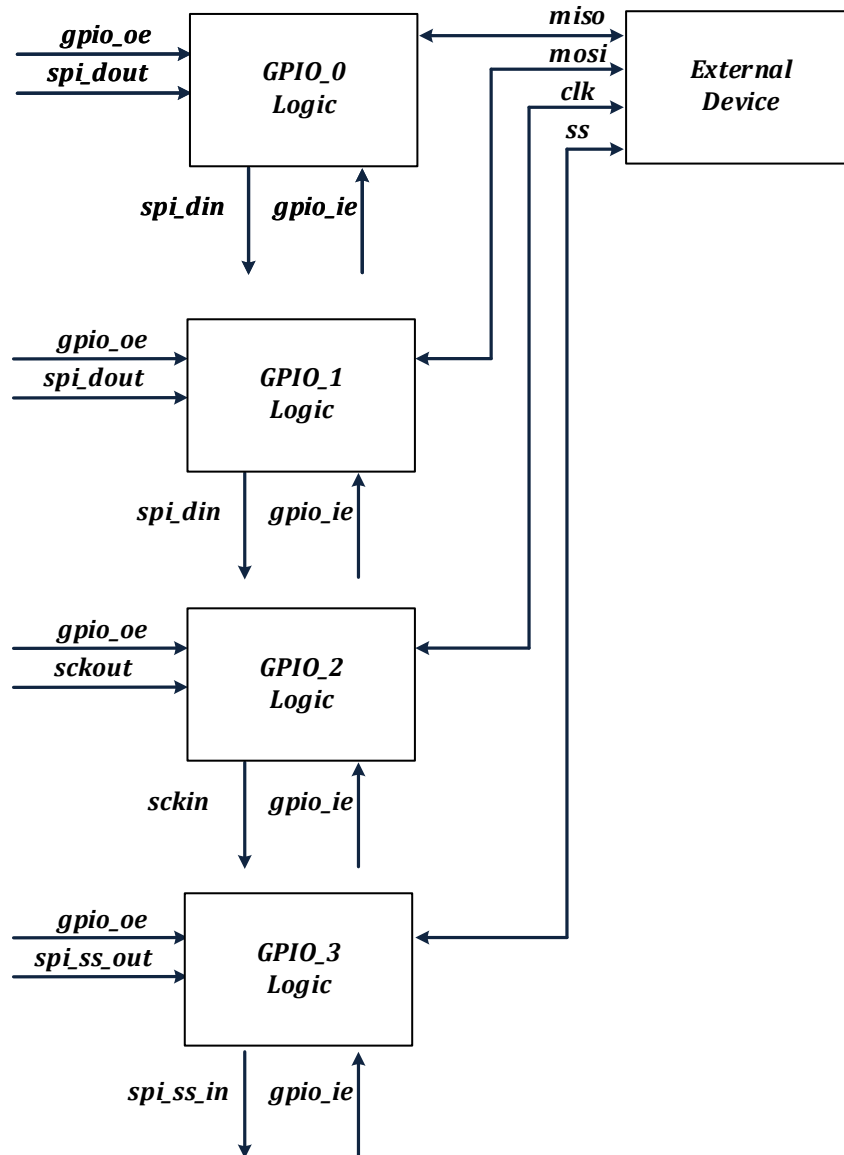 miso
gpio_oe
mosi
spi_dout
GPIO_0
Logic
External
Device
clk
ss
spi_din
gpio_ie
gpio_oe
spi_dout
GPIO_1
Logic
spi_din
gpio_ie
gpio_oe
sckout
GPIO_2
Logic
sckin
gpio_ie
gpio_oe
spi_ss_out
GPIO_3
Logic
spi_ss_in
gpio_ie